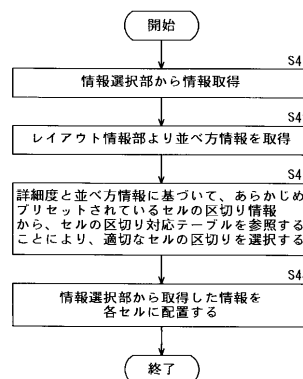 開始
S4
情報選択部から情報取得
S4
レイアウト情報部より並べ方情報を取得
S4
詳細度と並べ方情報に基づいて、あらかじめ
プリセットされているセルの区切り情報
から、セルの区切り対応テーブルを参照する
ことにより、適切なセルの区切りを選択する
S4
情報選択部から取得した情報を
各セルに配置する
終了